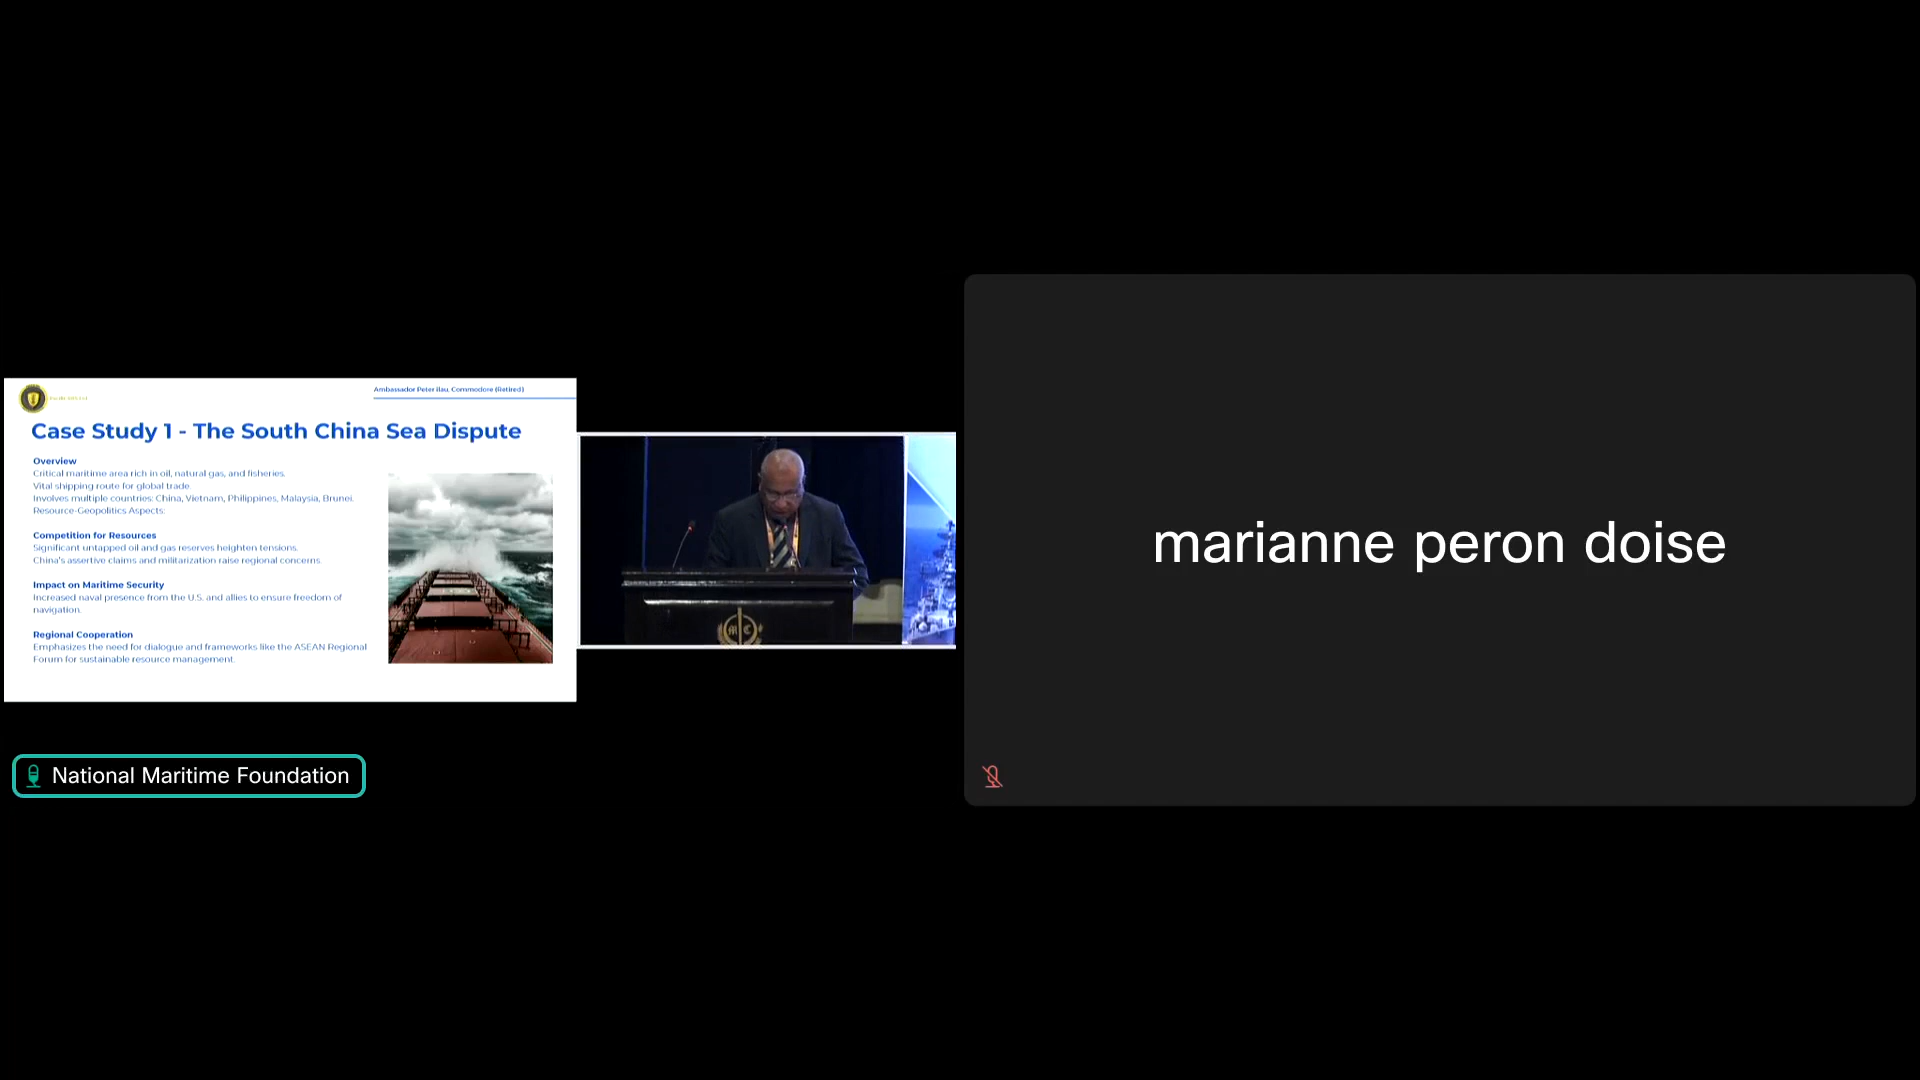 Ambassador Peter Ilau, Commodore (Retired)
Case Study 1 - The South China Sea Dispute
Overview
Critical maritime area rich in oil, natural gas, and fisheries.
Vital shipping route for global trade.
Involves multiple countries: China, Vietnam, Philippines, Malaysia, Brunei.
Resource-Geopolitics Aspects:
Competition for Resources
Significant untapped oil and gas reserves heighten tensions.
China's assertive claims and militarization raise regional concerns.
Impact on Maritime Security
Increased naval presence from the U.S. and allies to ensure freedom of
navigation.
Regional Cooperation
Emphasizes the need for dialogue and frameworks like the ASEAN Regional
Forum for sustainable resource management.
National Maritime Foundation
marianne peron doise